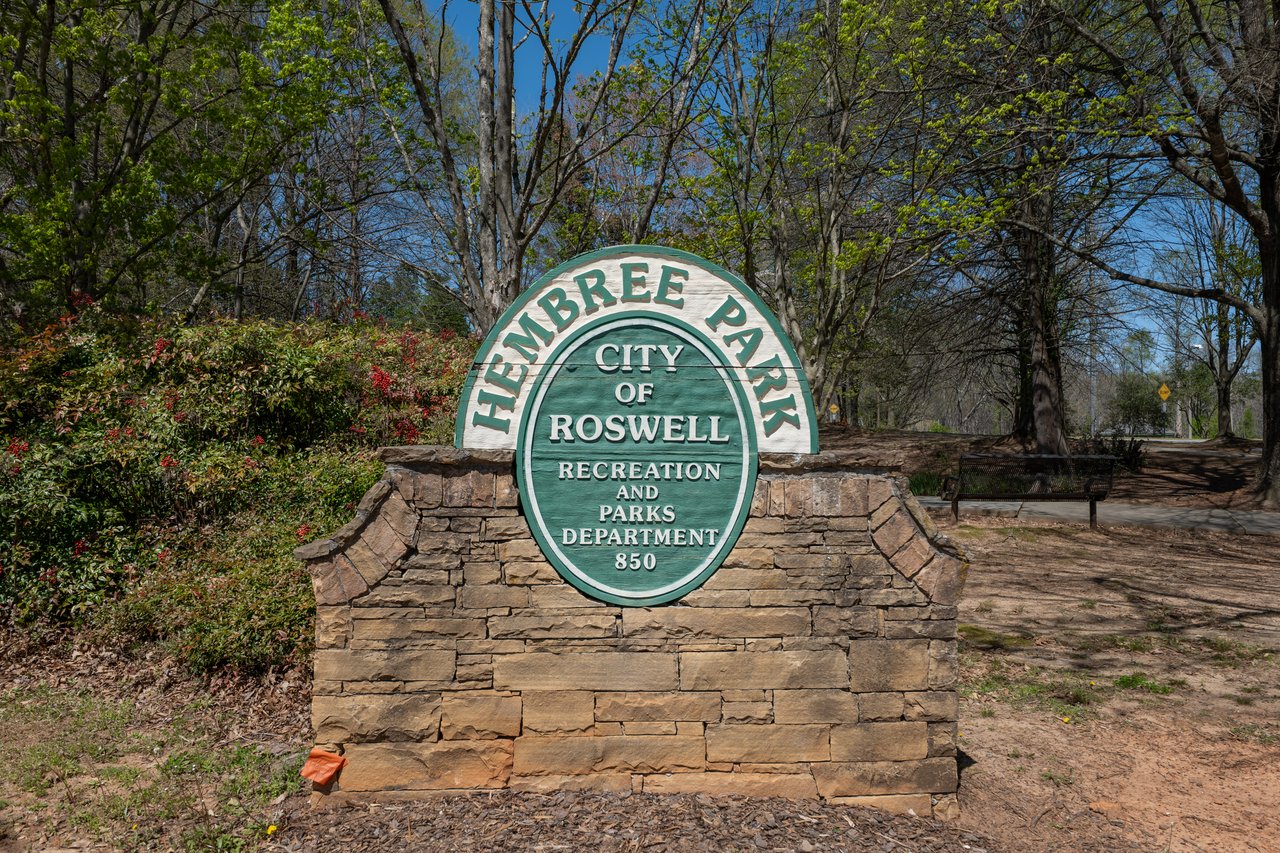 HEMBREE PARK
CITY
OF
ROSWELL
RECREATION
AND
PARKS
DEPARTMENT
850